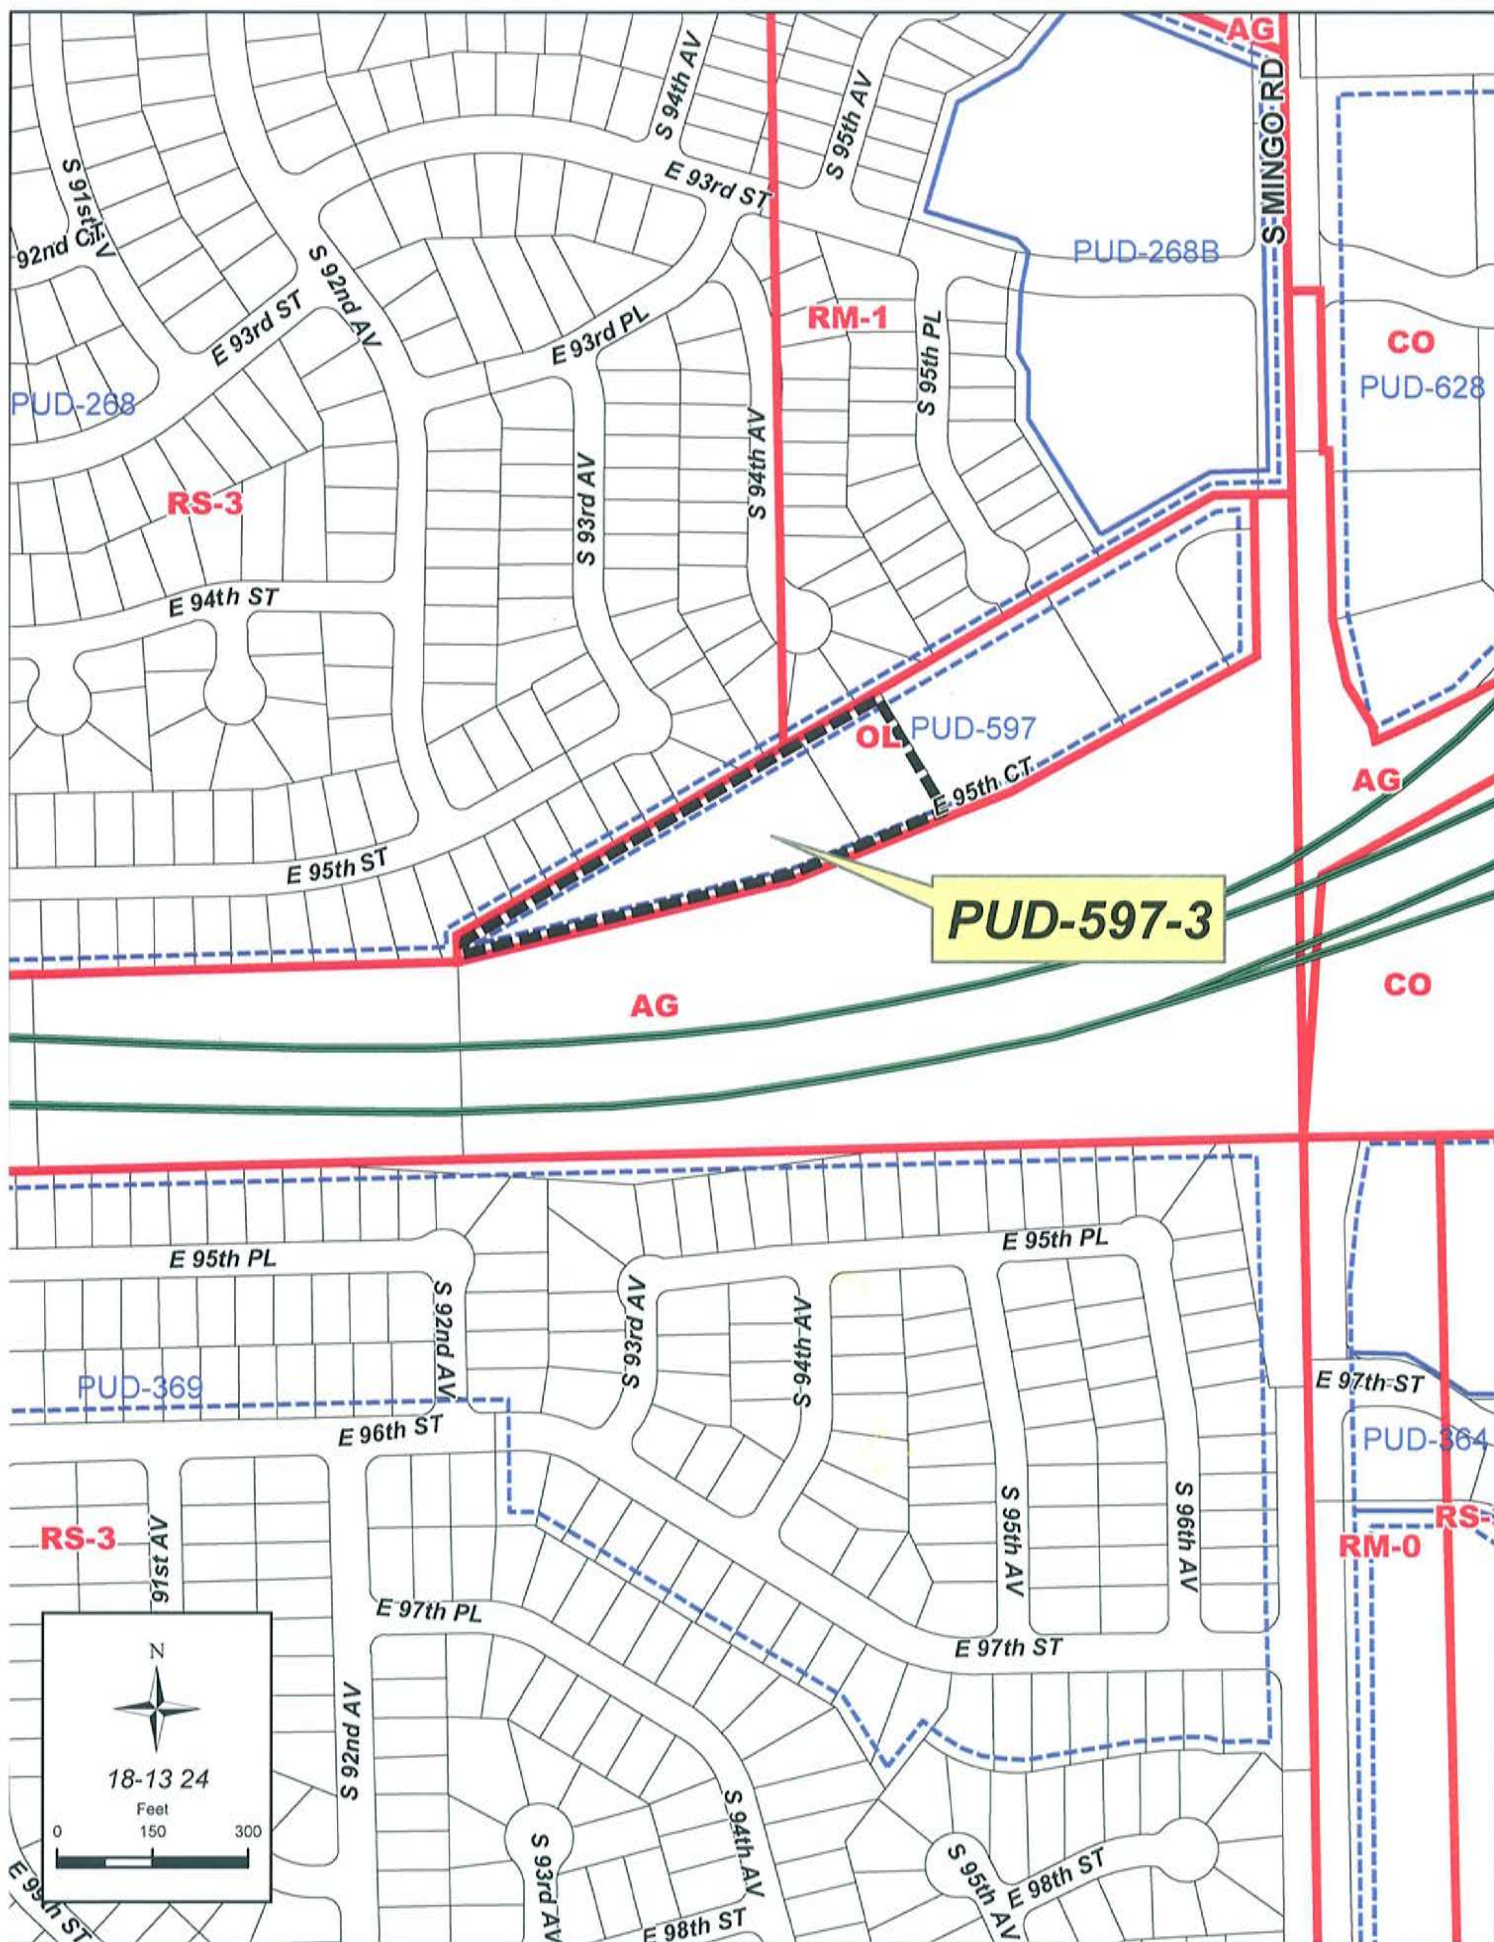 AG
S 94th AV
S 95th AV
S MINGO RD
S 91st AV
E 93rd ST
92nd CT
PUD-268B
S 92nd AV
E 93rd ST
E 93rd PL
RM-1
S 95th PL
CO
PUD-628
PUD-268
S 94th AV
RS-3
S 93rd AV
E 94th ST
OL
PUD-597
E 95th CT
AG
E 95th ST
PUD-597-3
AG
CO
E 95th PL
E 95th PL
S 92nd AV
S 93rd AV
S 94th AV
PUD-369
E 97th ST
E 96th ST
PUD-364
RS-3
91st AV
S 95th AV
S 96th AV
RS-
RM-0
E 97th PL
E 97th ST
N
18-13 24
Feet
0 150 300
S 92nd AV
S 94th AV
S 93rd AV
S 95th AV
E 98th ST
E 98th ST
E 99th ST